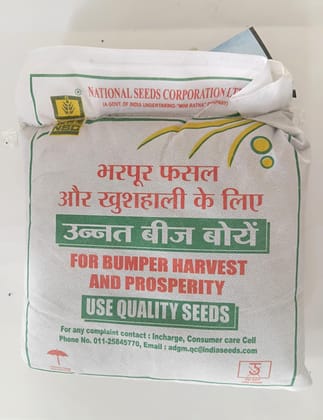 NATIONAL SEEDS CORPORATION LTD
(A GOVT. OF INDIA UNDERTAKING "MINI RATNA" COMPANY)
NSC
भरपूर फसल
और खुशहाली के लिए
उन्नत बीज बोयें
FOR BUMPER HARVEST
AND PROSPERITY
USE QUALITY SEEDS
For any complaint contact : Incharge, Consumer care Cell
Phone No. 011-25845770, Email : adgm.qc@indiaseeds.com